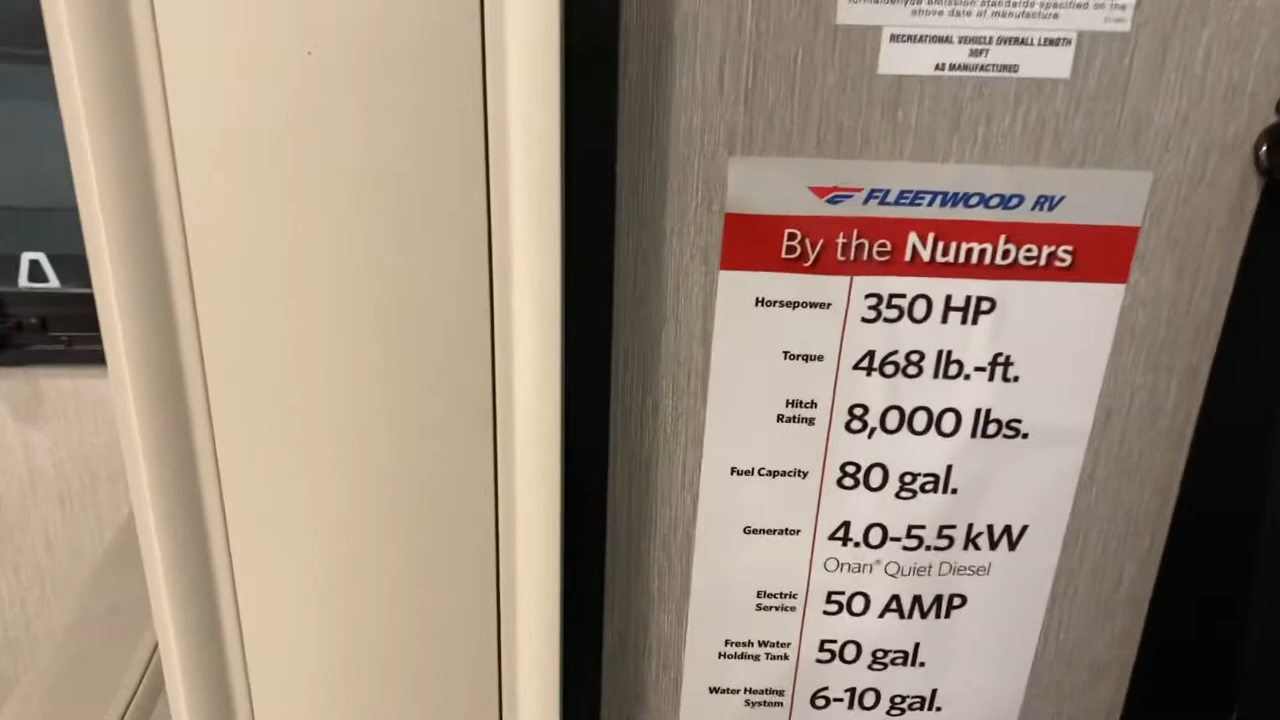 formaldehyde emission standards specified on the
above date of manufacture
RECREATIONAL VEHICLE OVERALL LENGTH
AS MANUFACTURED
FLEETWOOD RV
By the Numbers
Horsepower 350 HP
Torque 468 lb.-ft.
Hitch Rating 8,000 lbs.
Fuel Capacity 80 gal.
Generator 4.0-5.5 kW
Onan® Quiet Diesel
Electric Service 50 AMP
Fresh Water Holding Tank 50 gal.
Water Heating System 6-10 gal.